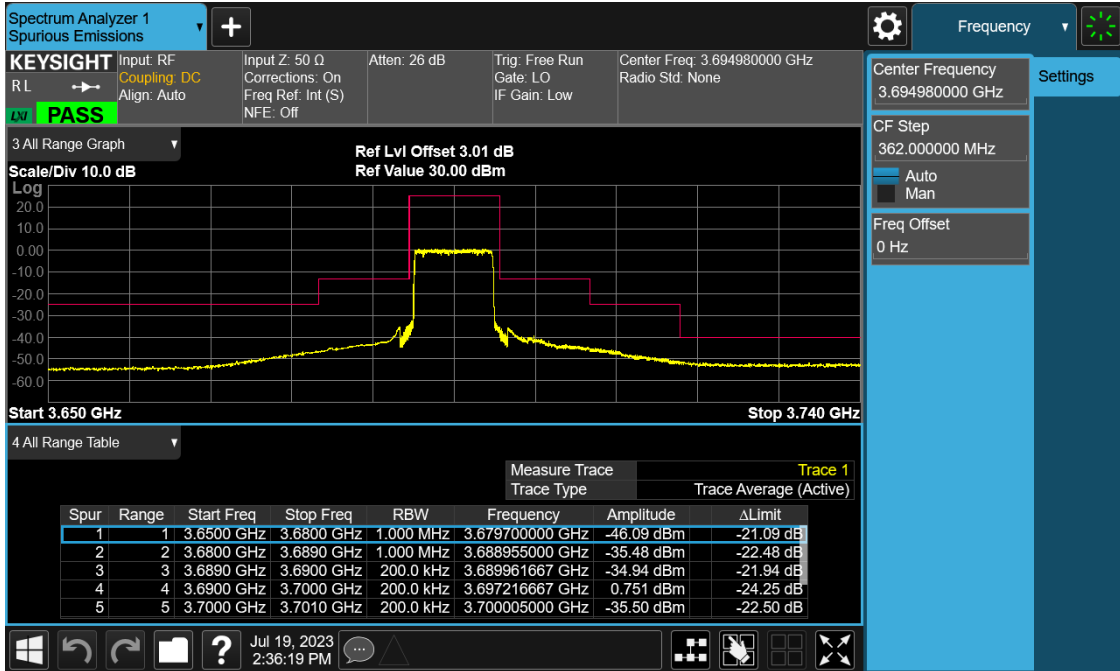 Spectrum Analyzer 1
Spurious Emissions
Frequency
KEYSIGHT
R L
LXI
PASS
Input: RF
Coupling: DC
Align: Auto
Input Z: 50 Ω
Corrections: On
Freq Ref: Int (S)
NFE: Off
Atten: 26 dB
Trig: Free Run
Gate: LO
IF Gain: Low
Center Freq: 3.694980000 GHz
Radio Std: None
Center Frequency
3.694980000 GHz
Settings
CF Step
362.000000 MHz
Auto
Man
Freq Offset
0 Hz
3 All Range Graph
Scale/Div 10.0 dB
Ref Lvl Offset 3.01 dB
Ref Value 30.00 dBm
Log
20.0
10.0
0.00
-10.0
-20.0
-30.0
-40.0
-50.0
-60.0
Start 3.650 GHz
Stop 3.740 GHz
4 All Range Table
Measure Trace Trace 1
Trace Type Trace Average (Active)
Spur Range Start Freq Stop Freq RBW Frequency Amplitude ΔLimit
1 1 3.6500 GHz 3.6800 GHz 1.000 MHz 3.679700000 GHz -46.09 dBm -21.09 dB
2 2 3.6800 GHz 3.6890 GHz 1.000 MHz 3.688955000 GHz -35.48 dBm -22.48 dB
3 3 3.6890 GHz 3.6900 GHz 200.0 kHz 3.689961667 GHz -34.94 dBm -21.94 dB
4 4 3.6900 GHz 3.7000 GHz 200.0 kHz 3.697216667 GHz 0.751 dBm -24.25 dB
5 5 3.7000 GHz 3.7010 GHz 200.0 kHz 3.700005000 GHz -35.50 dBm -22.50 dB
Jul 19, 2023
2:36:19 PM